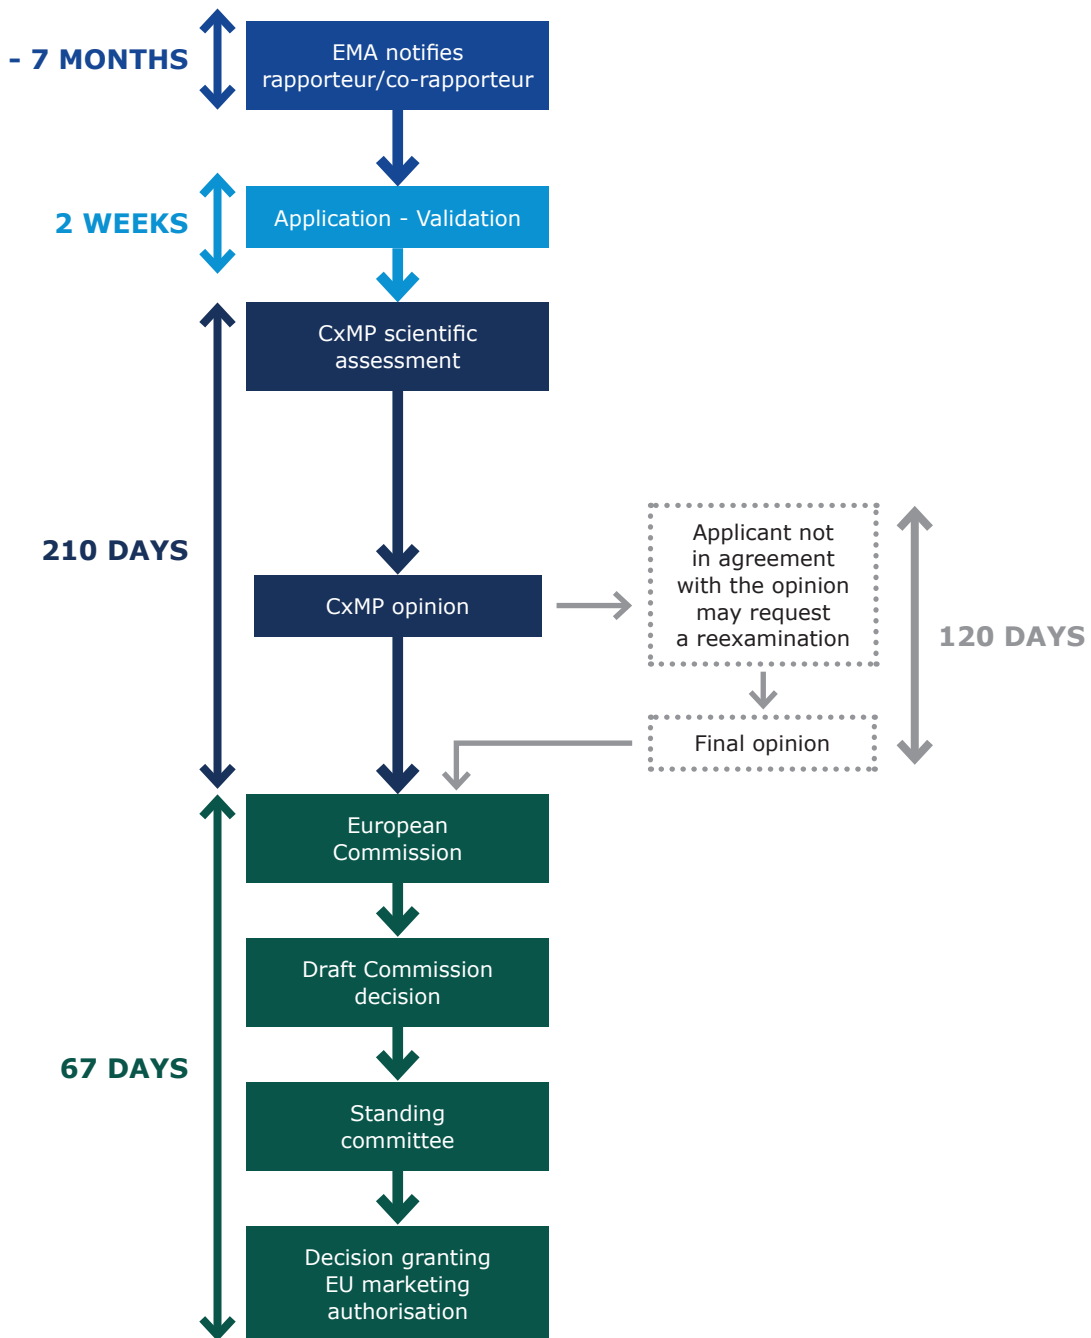 - 7 MONTHS
EMA notifies
rapporteur/co-rapporteur
2 WEEKS
Application - Validation
CxMP scientific
assessment
210 DAYS
CxMP opinion
Applicant not
in agreement
with the opinion
may request
a reexamination
120 DAYS
Final opinion
European
Commission
Draft Commission
decision
67 DAYS
Standing
committee
Decision granting
EU marketing
authorisation